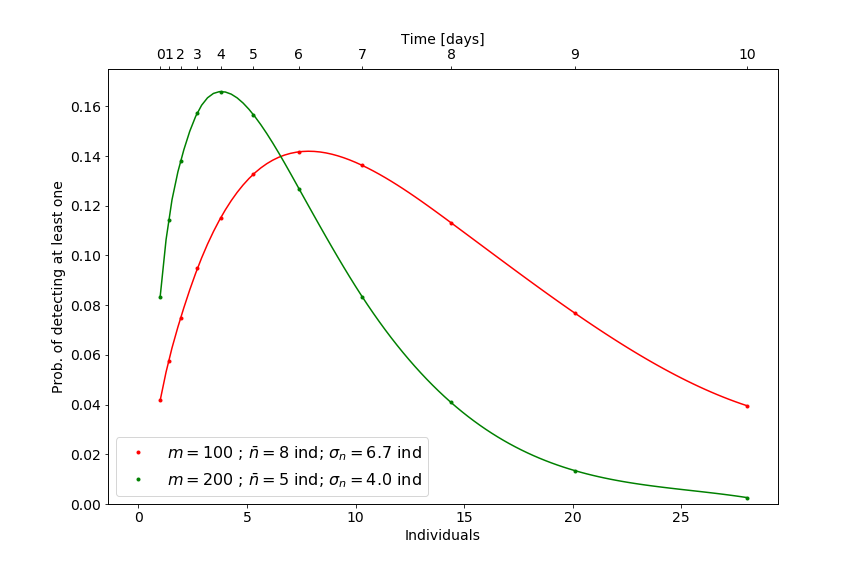 Time [days]
0 1 2 3 4 5 6 7 8 9 10
0.16
0.14
0.12
0.10
0.08
0.06
0.04
0.02
0.00
Prob. of detecting at least one
m = 100 ; n̄ = 8 ind; σₙ = 6.7 ind
m = 200 ; n̄ = 5 ind; σₙ = 4.0 ind
0 5 10 15 20 25
Individuals